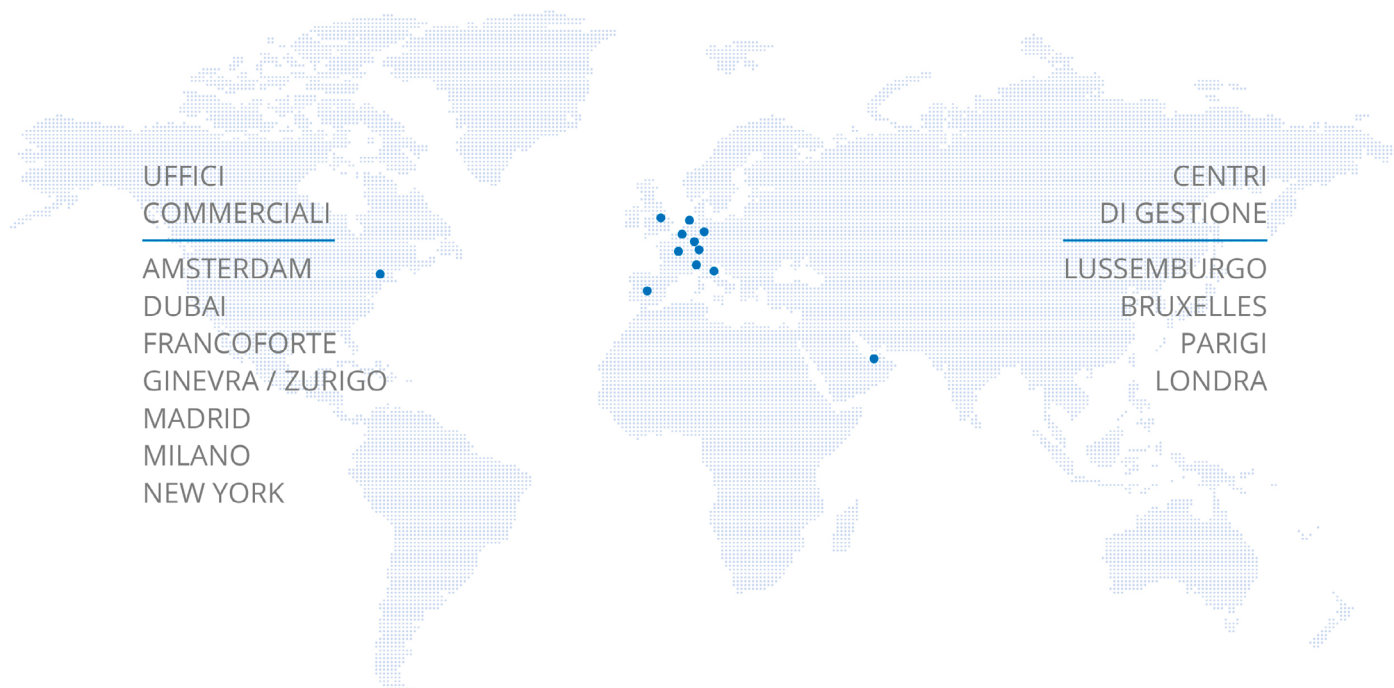 UFFICI
COMMERCIALI
AMSTERDAM
DUBAI
FRANCOFORTE
GINEVRA / ZURIGO
MADRID
MILANO
NEW YORK
CENTRI
DI GESTIONE
LUSSEMBURGO
BRUXELLES
PARIGI
LONDRA